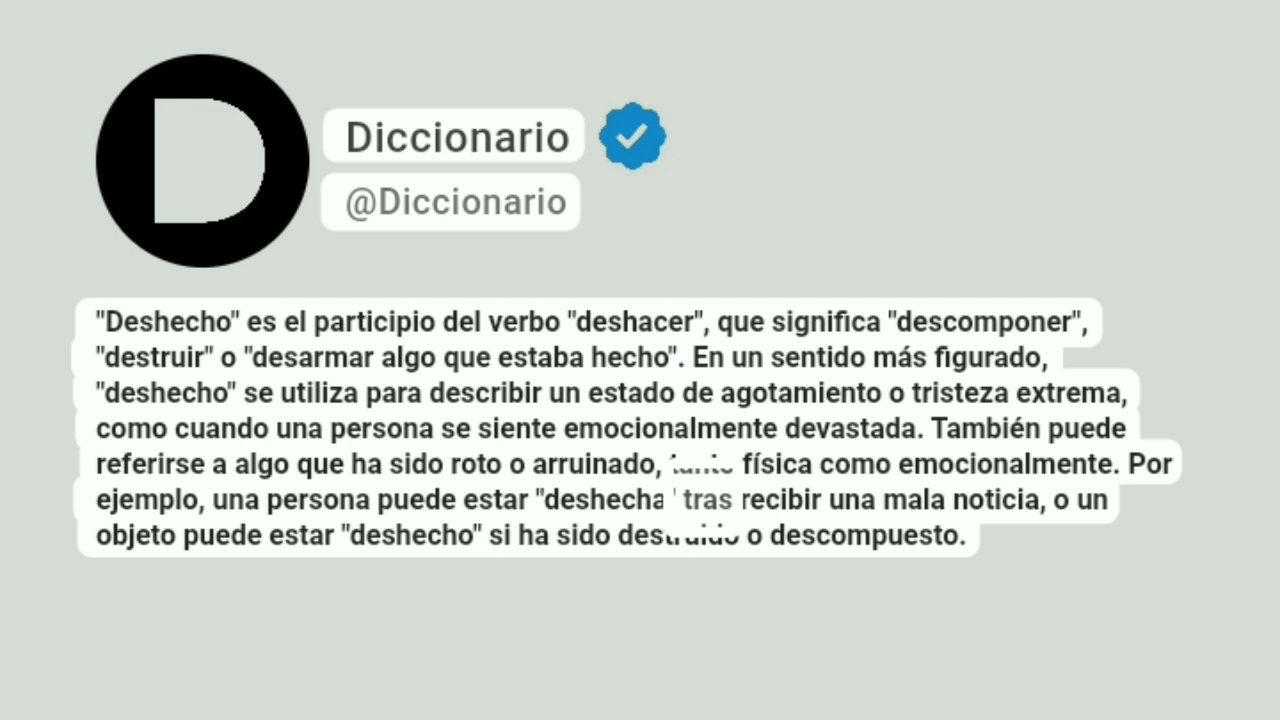 D
Diccionario
@Diccionario
"Deshecho" es el participio del verbo "deshacer", que significa "descomponer",
"destruir" o "desarmar algo que estaba hecho". En un sentido más figurado,
"deshecho" se utiliza para describir un estado de agotamiento o tristeza extrema,
como cuando una persona se siente emocionalmente devastada. También puede
referirse a algo que ha sido roto o arruinado, tanto física como emocionalmente. Por
ejemplo, una persona puede estar "deshecha" tras recibir una mala noticia, o un
objeto puede estar "deshecho" si ha sido destruido o descompuesto.